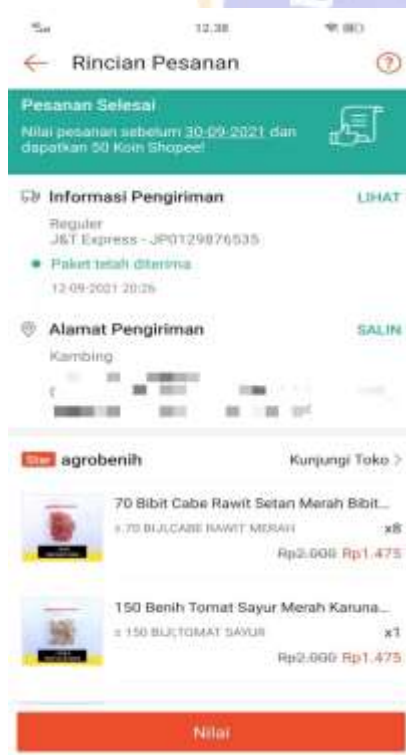 12.38
Rincian Pesanan
Pesanan Selesai
Nilai pesanan sebelum 30-09-2021 dan
dapatkan 50 Koin Shopee!
Informasi Pengiriman LIHAT
Reguler
J&T Express - JP0129876535
Paket telah diterima
12-09-2021 20:26
Alamat Pengiriman SALIN
Kambing
Star agrobenih Kunjungi Toko >
70 Bibit Cabe Rawit Setan Merah Bibit...
x8
Rp2.000 Rp1.475
150 Benih Tomat Sayur Merah Karuna...
x1
Rp2.000 Rp1.475
Nilai